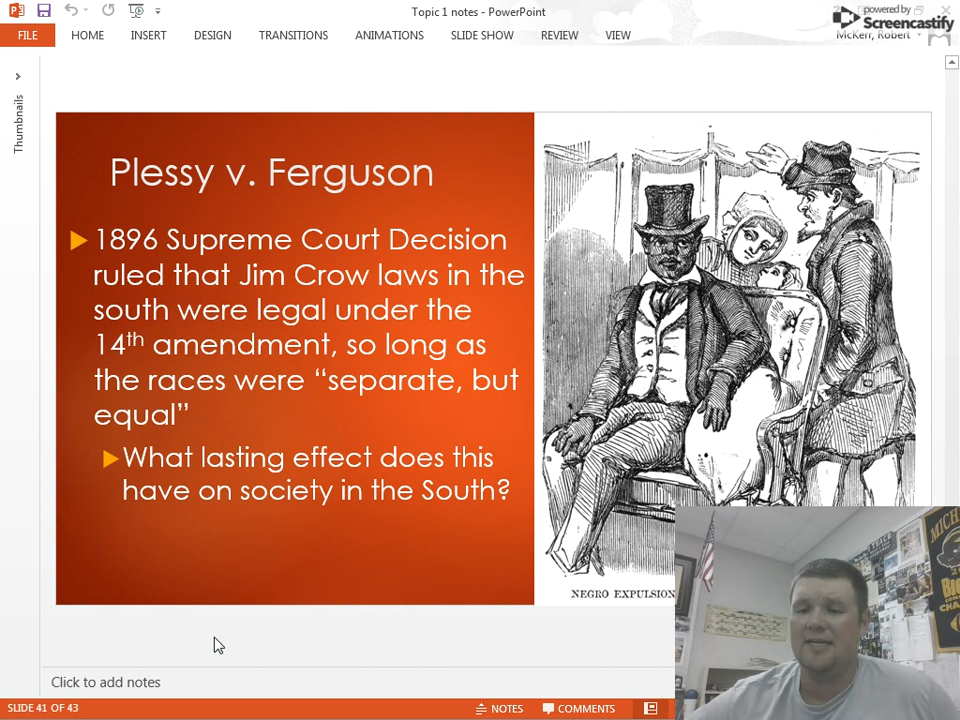 Topic 1 notes - PowerPoint
powered by
Screencastify
FILE
HOME
INSERT
DESIGN
TRANSITIONS
ANIMATIONS
SLIDE SHOW
REVIEW
VIEW
McKerr, Robert
Thumbnails
Plessy v. Ferguson
1896 Supreme Court Decision
ruled that Jim Crow laws in the
south were legal under the
14th amendment, so long as
the races were “separate, but
equal”
What lasting effect does this
have on society in the South?
NEGRO EXPULSION
MICH
Click to add notes
SLIDE 41 OF 43
NOTES
COMMENTS